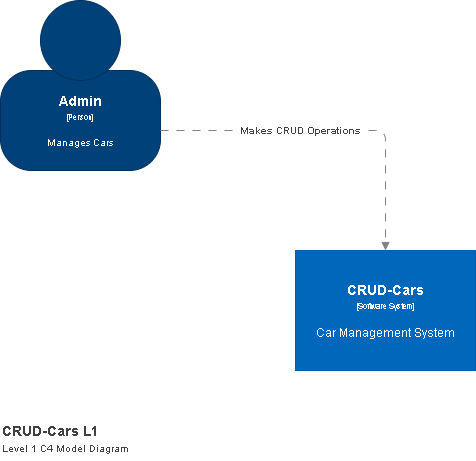 Admin
[Person]
Manages Cars
Makes CRUD Operations
CRUD-Cars
[Software System]
Car Management System
CRUD-Cars L1
Level 1 C4 Model Diagram